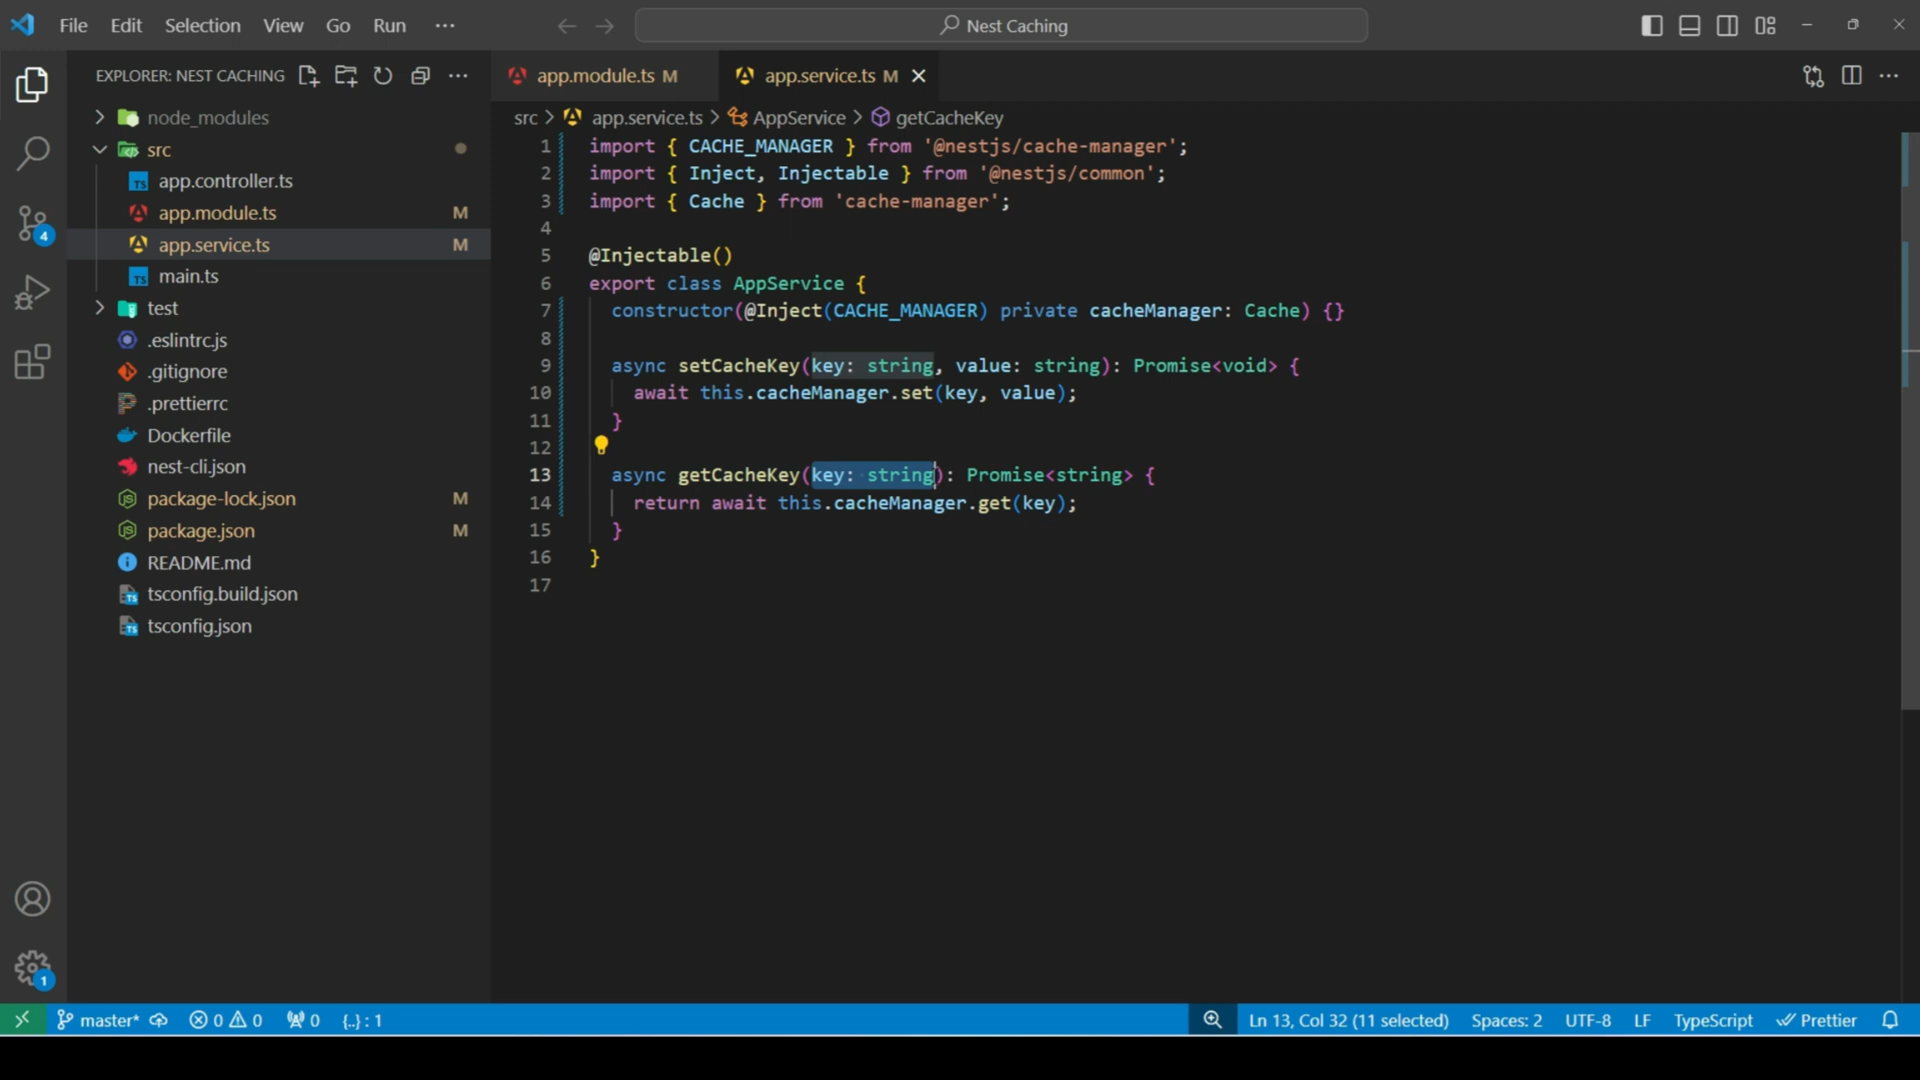 File Edit Selection View Go Run ···
Nest Caching
EXPLORER: NEST CACHING
node_modules
src
app.controller.ts
app.module.ts M
app.service.ts M
main.ts
test
.eslintrc.js
.gitignore
.prettierrc
Dockerfile
nest-cli.json
package-lock.json M
package.json M
README.md
tsconfig.build.json
tsconfig.json
4
1
app.module.ts M app.service.ts M
src > app.service.ts > AppService > getCacheKey
1 import { CACHE_MANAGER } from '@nestjs/cache-manager';
2 import { Inject, Injectable } from '@nestjs/common';
3 import { Cache } from 'cache-manager';
4
5 @Injectable()
6 export class AppService {
7 constructor(@Inject(CACHE_MANAGER) private cacheManager: Cache) {}
8
9 async setCacheKey(key: string, value: string): Promise<void> {
10 await this.cacheManager.set(key, value);
11 }
12
13 async getCacheKey(key: string): Promise<string> {
14 return await this.cacheManager.get(key);
15 }
16 }
17
master* 0 0 0 {..} : 1 Ln 13, Col 32 (11 selected) Spaces: 2 UTF-8 LF TypeScript Prettier